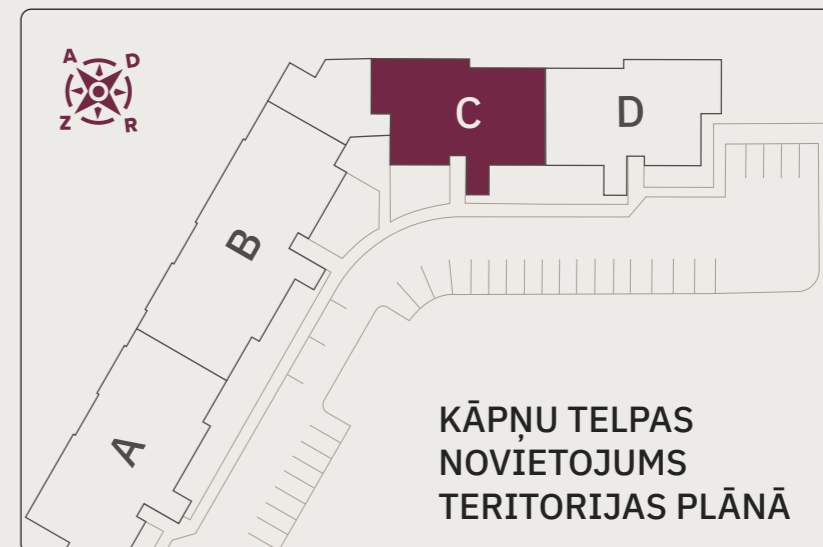 A D
Z R
C
D
B
A
KĀPŅU TELPAS
NOVIETOJUMS
TERITORIJAS PLĀNĀ